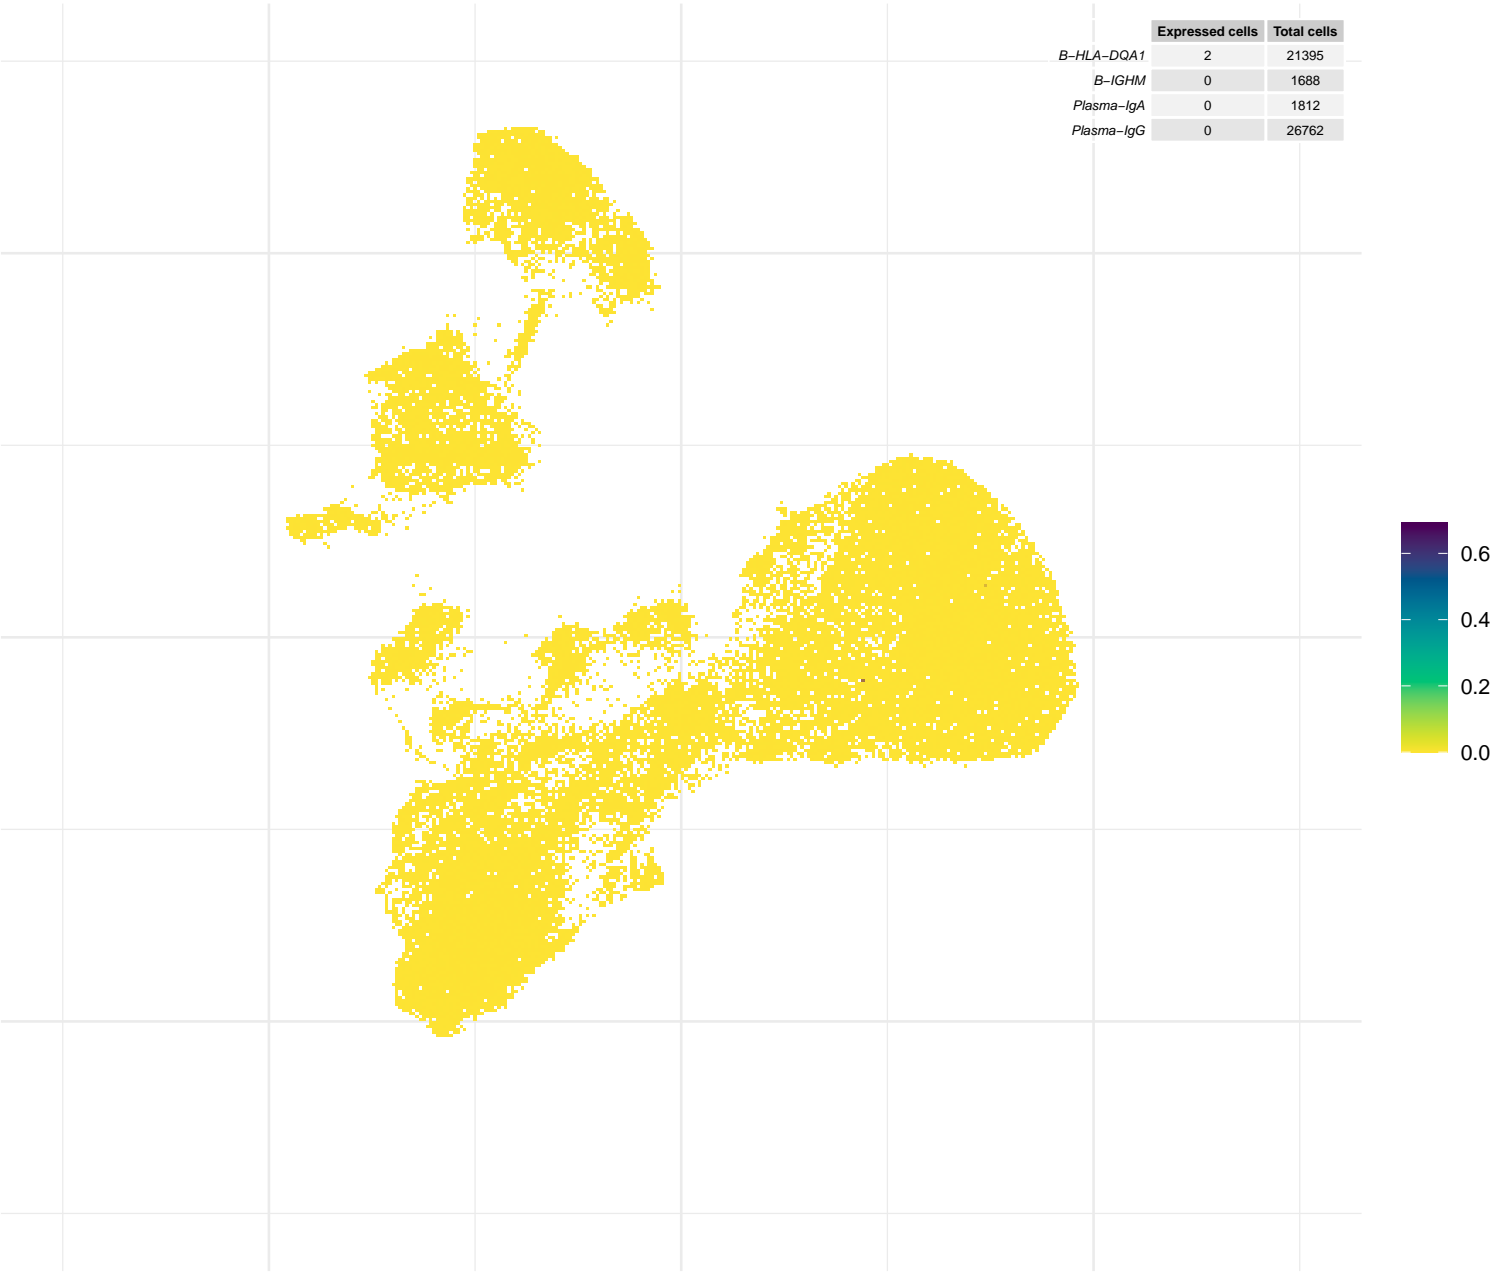 Expressed cells Total cells
B−HLA−DQA1 2 21395
B−IGHM 0 1688
Plasma−IgA 0 1812
Plasma−IgG 0 26762
0.6
0.4
0.2
0.0